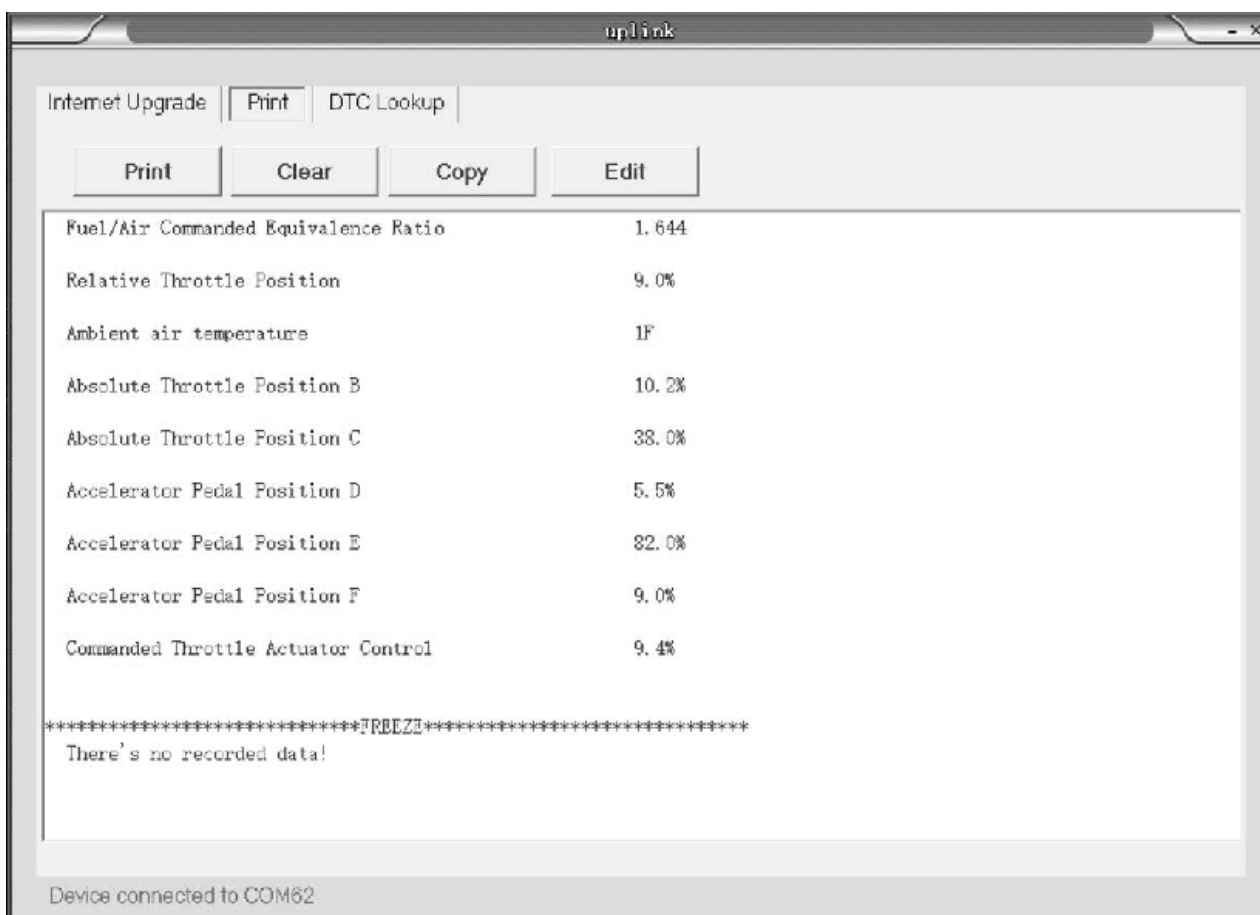 uplink
Internet Upgrade Print DTC Lookup
Print Clear Copy Edit
Fuel/Air Commanded Equivalence Ratio 1.644
Relative Throttle Position 9.0%
Ambient air temperature 1F
Absolute Throttle Position B 10.2%
Absolute Throttle Position C 38.0%
Accelerator Pedal Position D 5.5%
Accelerator Pedal Position E 82.0%
Accelerator Pedal Position F 9.0%
Commanded Throttle Actuator Control 9.4%
******************************FREEZE*******************************
There's no recorded data!
Device connected to COM62